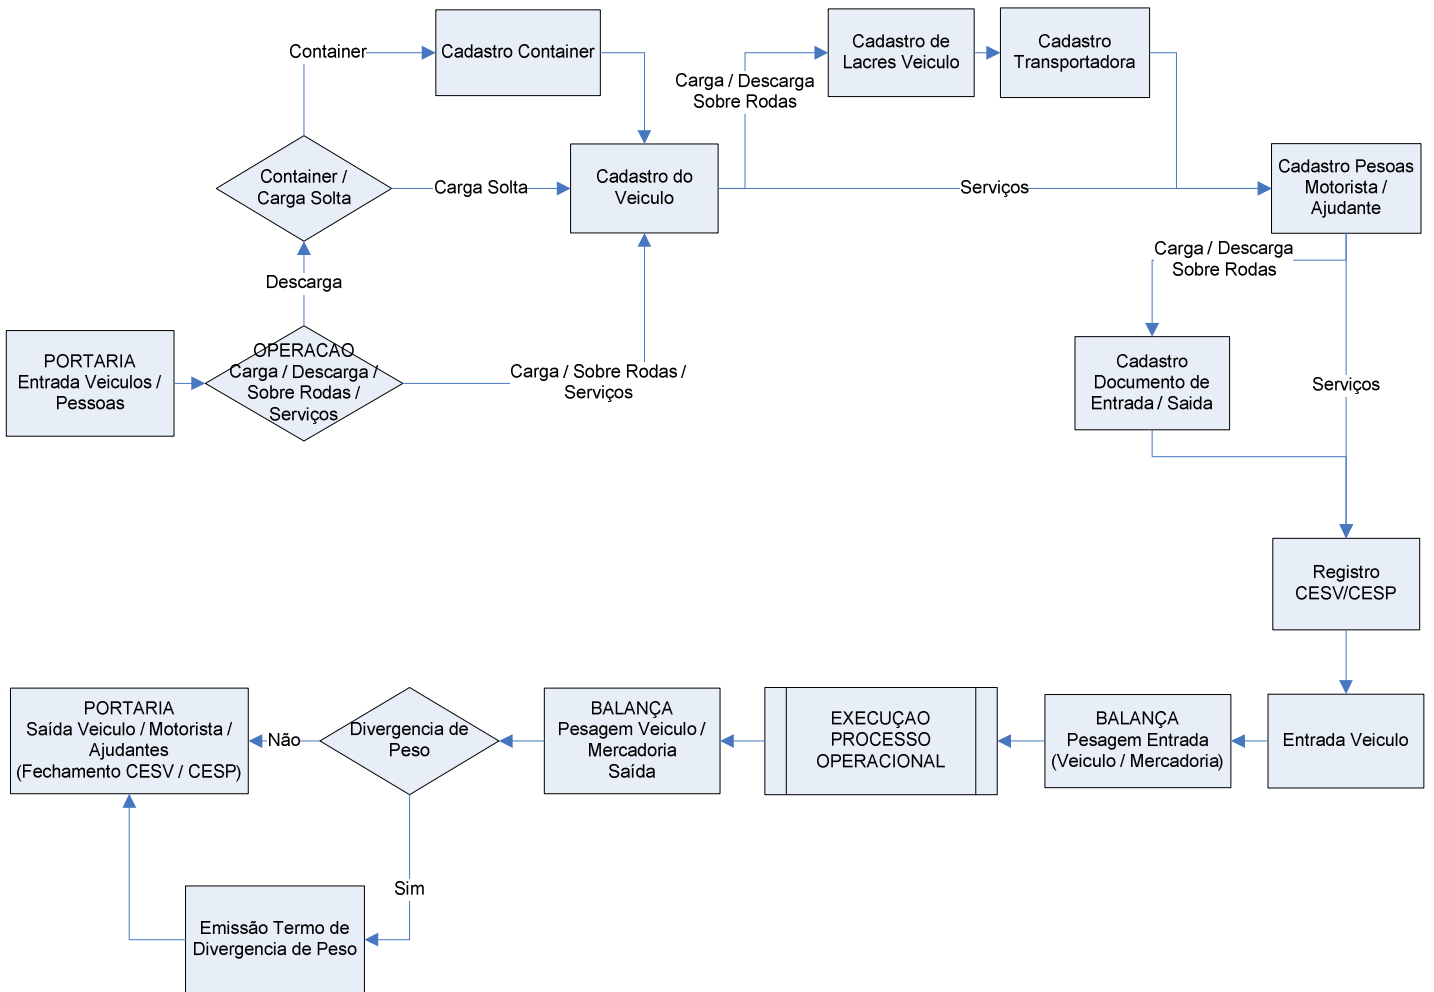 Container
Cadastro Container
Cadastro de
Lacres Veiculo
Cadastro
Transportadora
Carga / Descarga
Sobre Rodas
Container /
Carga Solta
Carga Solta
Cadastro do
Veiculo
Serviços
Cadastro Pesoas
Motorista /
Ajudante
Carga / Descarga
Sobre Rodas
Descarga
PORTARIA
Entrada Veiculos /
Pessoas
OPERACAO
Carga / Descarga /
Sobre Rodas /
Serviços
Carga / Sobre Rodas /
Serviços
Cadastro
Documento de
Entrada / Saida
Serviços
Registro
CESV/CESP
PORTARIA
Saída Veiculo / Motorista /
Ajudantes
(Fechamento CESV / CESP)
Não
Divergencia de
Peso
BALANÇA
Pesagem Veiculo /
Mercadoria
Saída
EXECUÇAO
PROCESSO
OPERACIONAL
BALANÇA
Pesagem Entrada
(Veiculo / Mercadoria)
Entrada Veiculo
Sim
Emissão Termo de
Divergencia de Peso